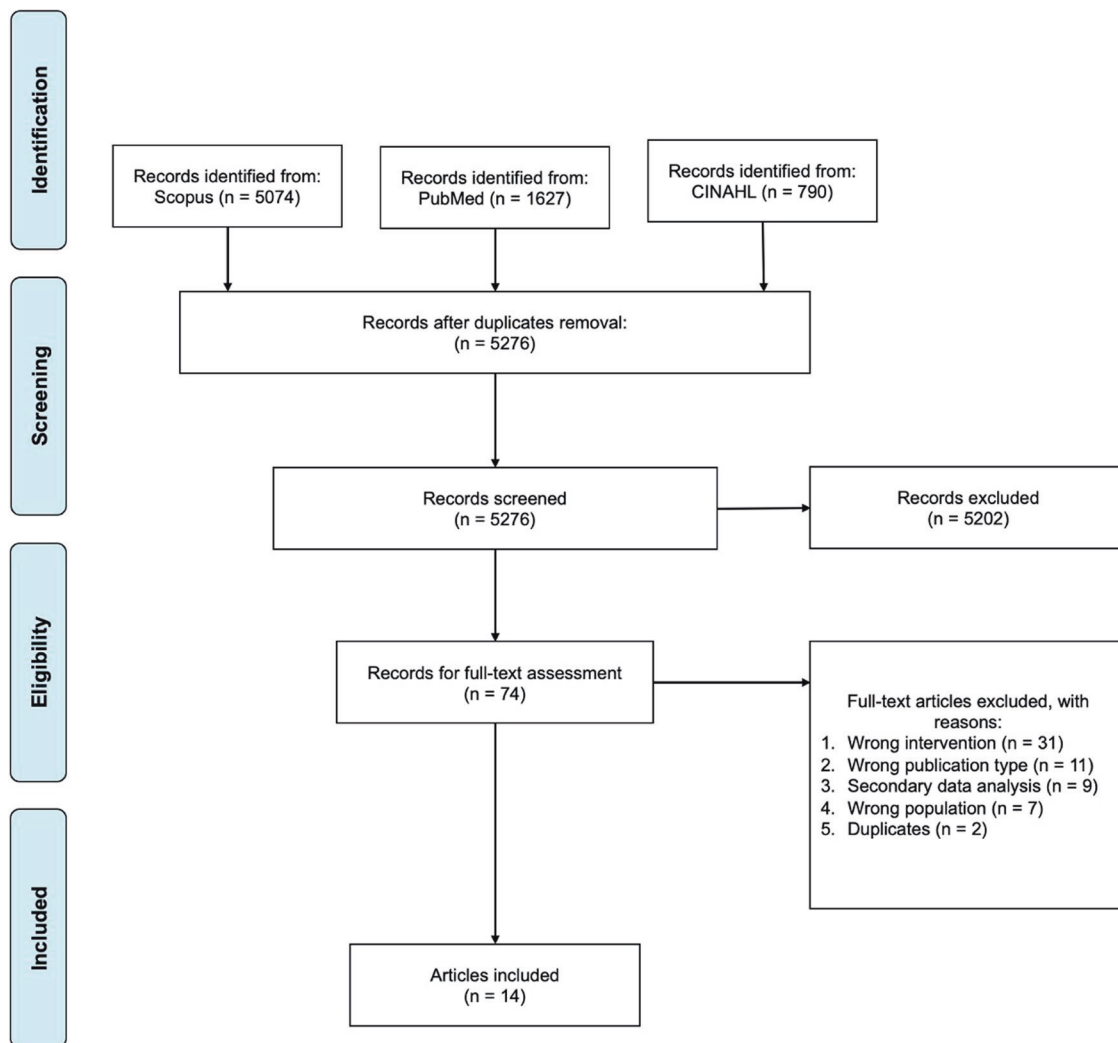 Identification
Records identified from:
Scopus (n = 5074)
Records identified from:
PubMed (n = 1627)
Records identified from:
CINAHL (n = 790)
Screening
Records after duplicates removal:
(n = 5276)
Records screened
(n = 5276)
Records excluded
(n = 5202)
Eligibility
Records for full-text assessment
(n = 74)
Full-text articles excluded, with
reasons:
1. Wrong intervention (n = 31)
2. Wrong publication type (n = 11)
3. Secondary data analysis (n = 9)
4. Wrong population (n = 7)
5. Duplicates (n = 2)
Included
Articles included
(n = 14)